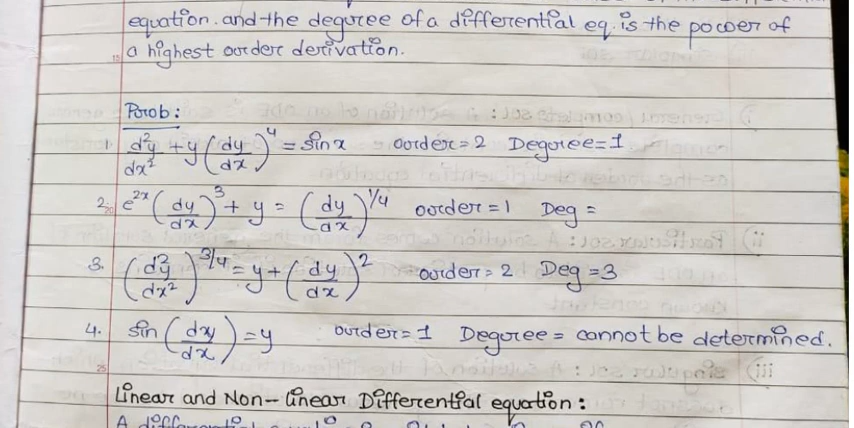 equation. and the degree of a differential eq. is the power of
a highest order derivation.
Prob:
1. d²y/dx² + y(dy/dx)⁴ = sin x order = 2 Degree = 1
2. e²ˣ(dy/dx)³ + y = (dy/dx)^1/4 order = 1 Deg =
3. (d²y/dx²)^3/4 = y + (dy/dx)² order = 2 Deg = 3
4. sin(dy/dx) = y order = 1 Degree = cannot be determined.
Linear and Non-linear Differential equation: